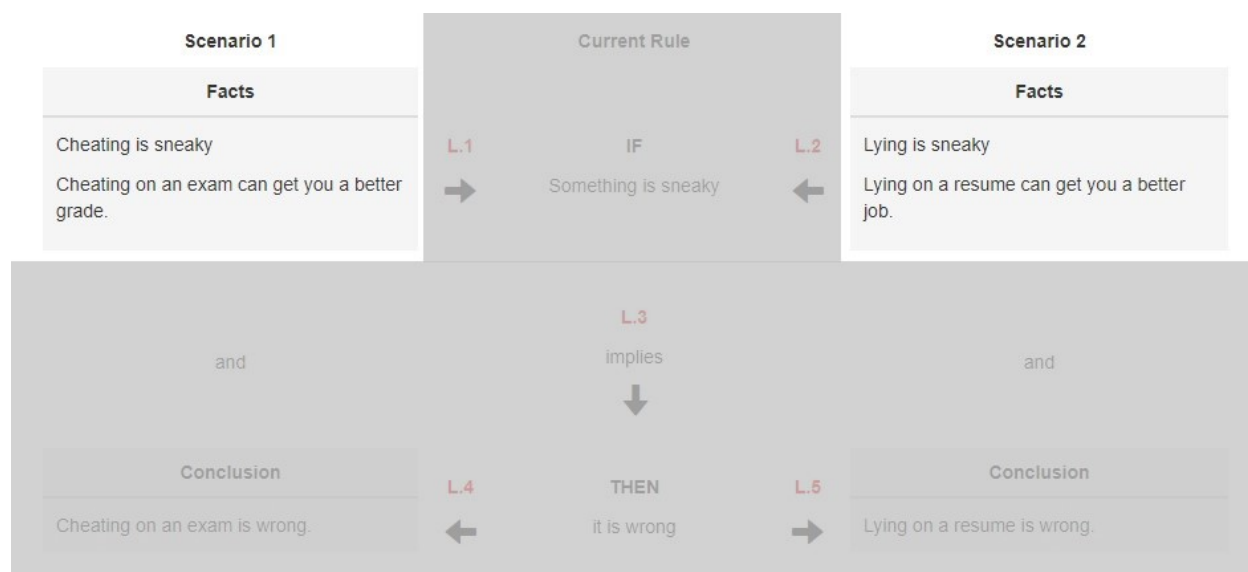 Scenario 1
Current Rule
Scenario 2
Facts
Facts
Cheating is sneaky
L.1
IF
L.2
Lying is sneaky
Cheating on an exam can get you a better
grade.
Something is sneaky
Lying on a resume can get you a better
job.
L.3
and
implies
and
Conclusion
L.4
THEN
L.5
Conclusion
Cheating on an exam is wrong.
it is wrong
Lying on a resume is wrong.